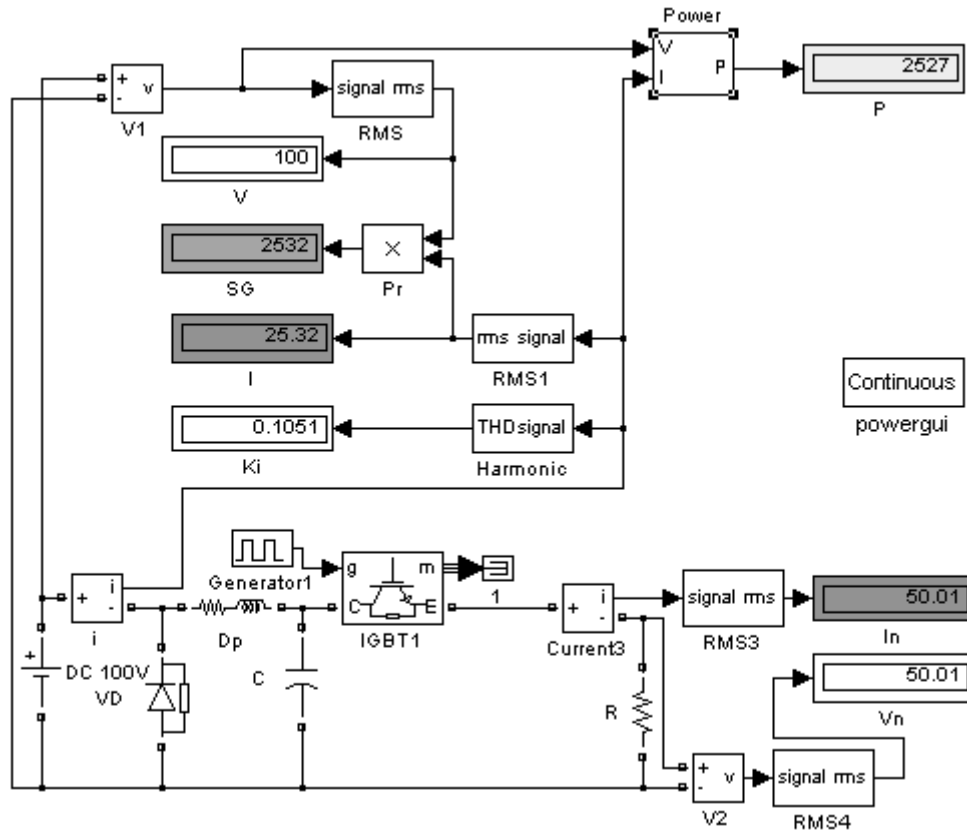 Power
V
I
P
2527
P
+
-
v
V1
signal rms
RMS
100
V
2532
SG
×
Pr
25.32
I
rms signal
RMS1
0.1051
Ki
THD signal
Harmonic
Continuous
powergui
Generator1
g
m
C
E
IGBT1
1
+
i
-
i
+
DC 100V
VD
Dp
C
+
i
-
Current3
signal rms
RMS3
50.01
In
50.01
Vn
R
+
-
v
V2
signal rms
RMS4